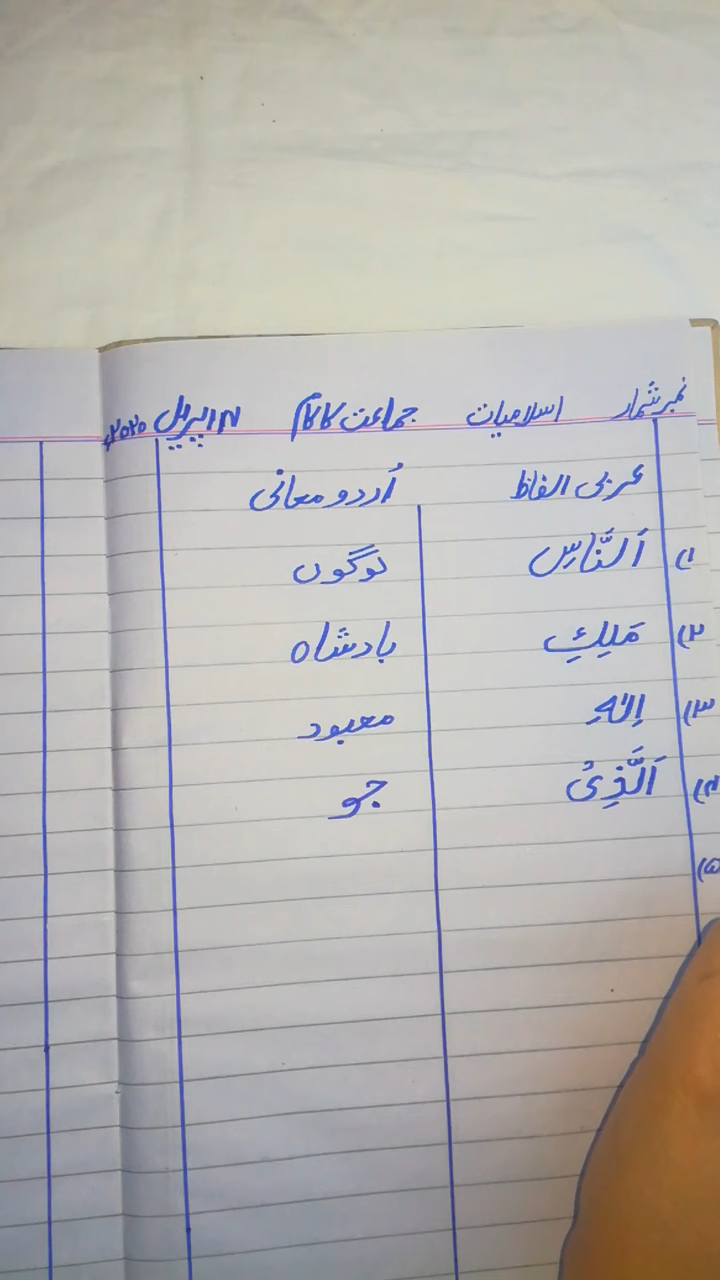 نمبر شمار اسلامیات جماعت کا کام ۱۴ اپریل ۲۰۲۰ء
عربی الفاظ اُردو معانی
(۱ اَلنَّاسِ لوگوں
(۲ مَلِكِ بادشاہ
(۳ اِلٰهِ معبود
(۴ اَلَّذِیْ جو
(۵